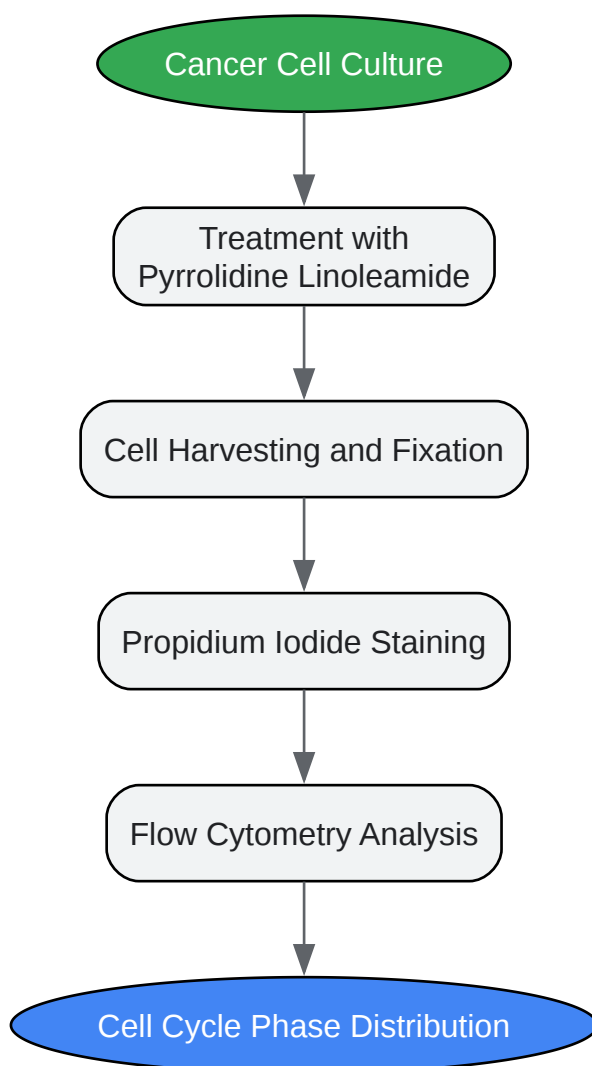 Cancer Cell Culture
Treatment with
Pyrrolidine Linoleamide
Cell Harvesting and Fixation
Propidium Iodide Staining
Flow Cytometry Analysis
Cell Cycle Phase Distribution